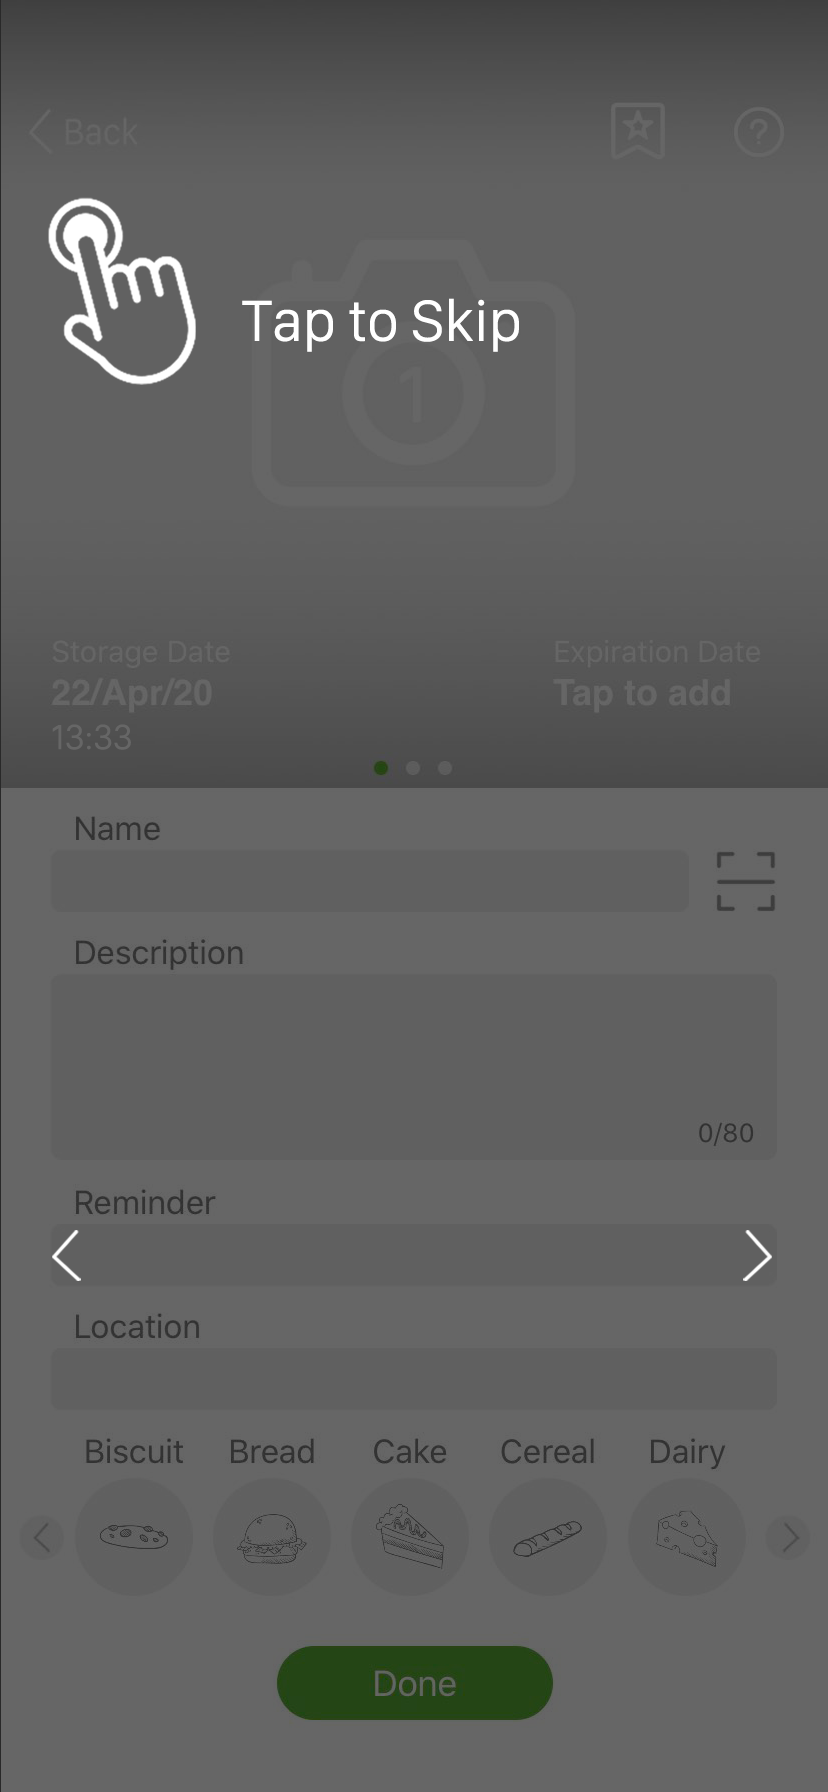 Back
?
Tap to Skip
1
Storage Date
Expiration Date
22/Apr/20
Tap to add
13:33
Name
Description
0/80
Reminder
Location
Biscuit Bread Cake Cereal Dairy
Done